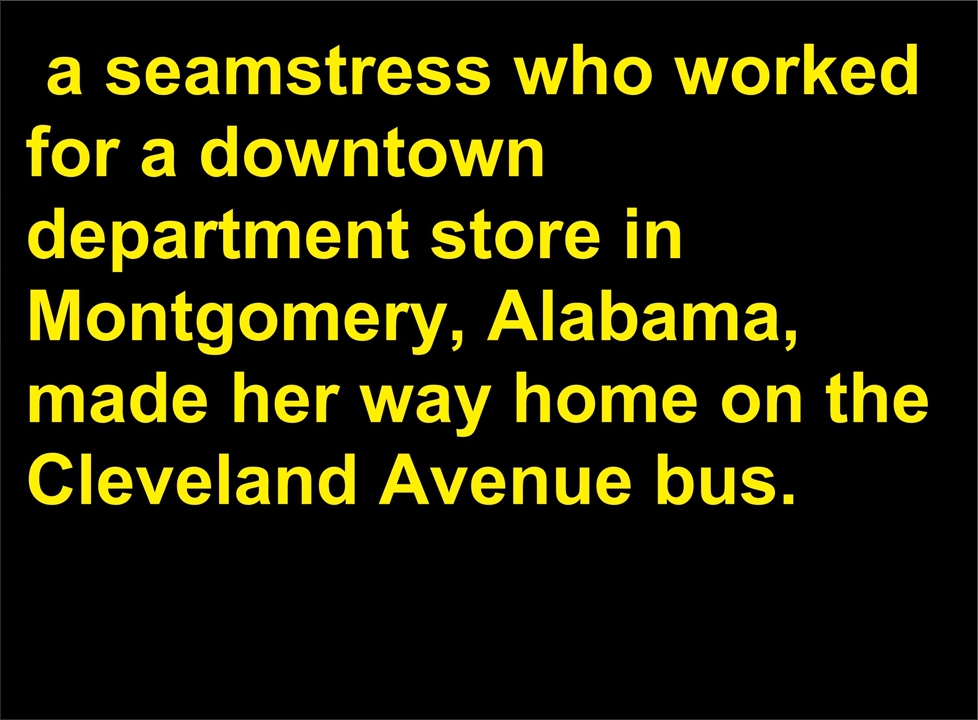 a seamstress who worked
for a downtown
department store in
Montgomery, Alabama,
made her way home on the
Cleveland Avenue bus.